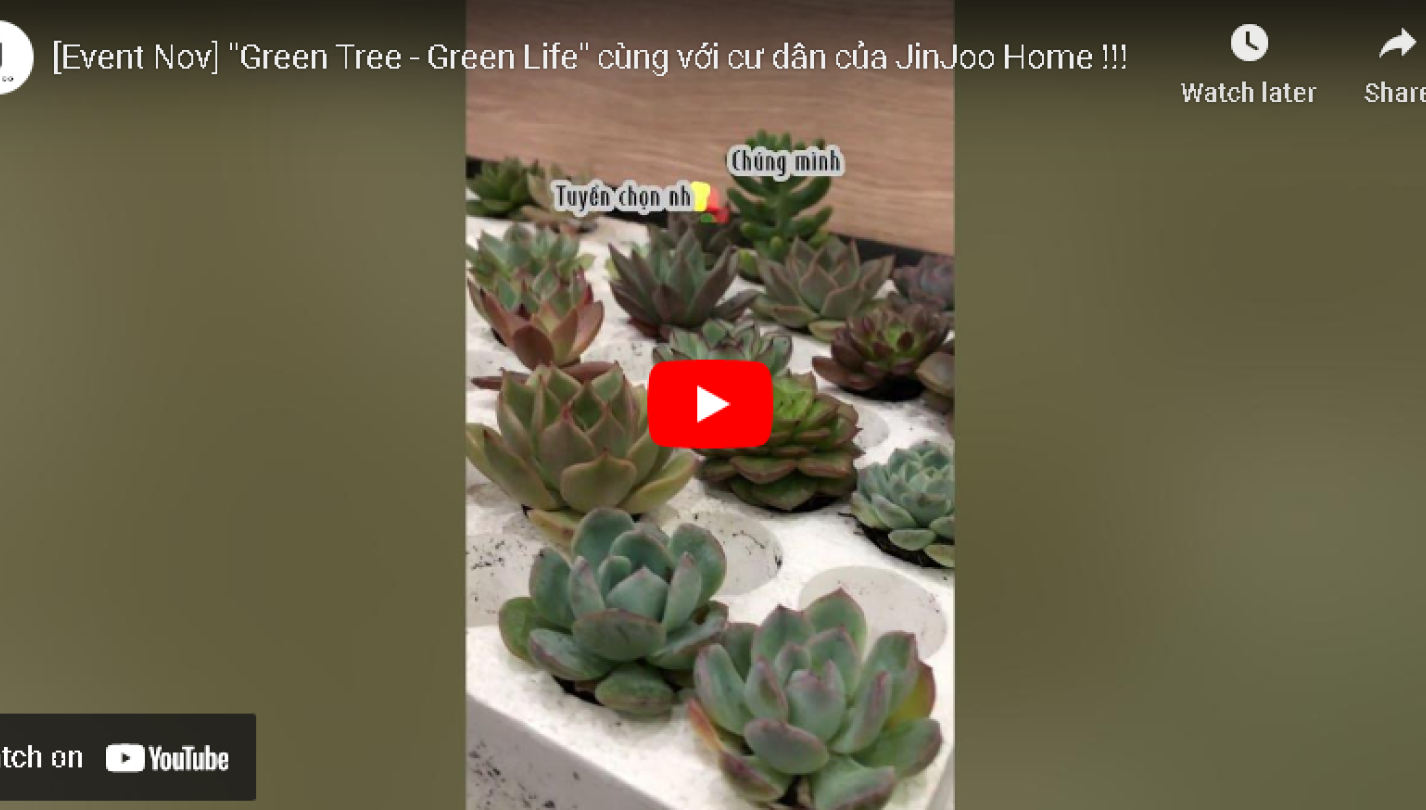 [Event Nov] "Green Tree - Green Life" cùng với cư dân của JinJoo Home !!!
Watch later
Share
Chúng mình
Tuyển chọn nh
tch on YouTube